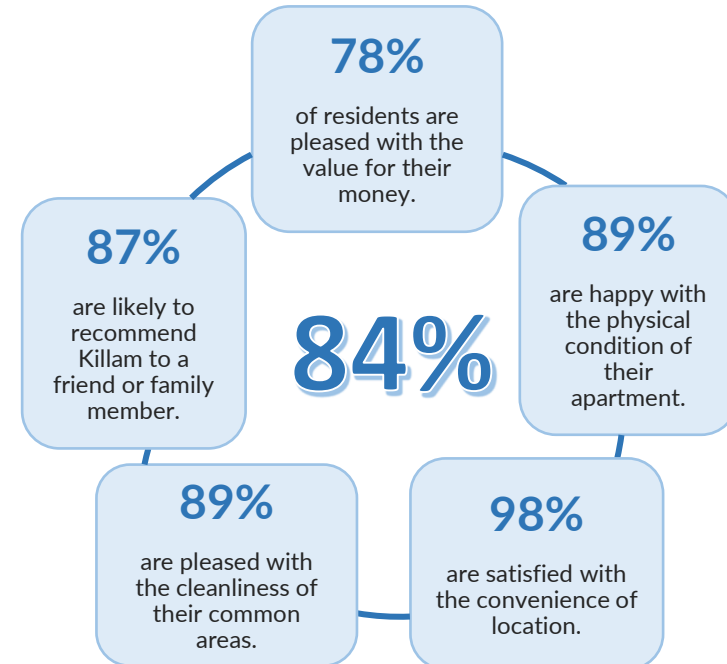 78%
of residents are
pleased with the
value for their
money.
89%
are happy with
the physical
condition of
their
apartment.
98%
are satisfied with
the convenience of
location.
89%
are pleased with
the cleanliness of
their common
areas.
87%
are likely to
recommend
Killam to a
friend or family
member.
84%